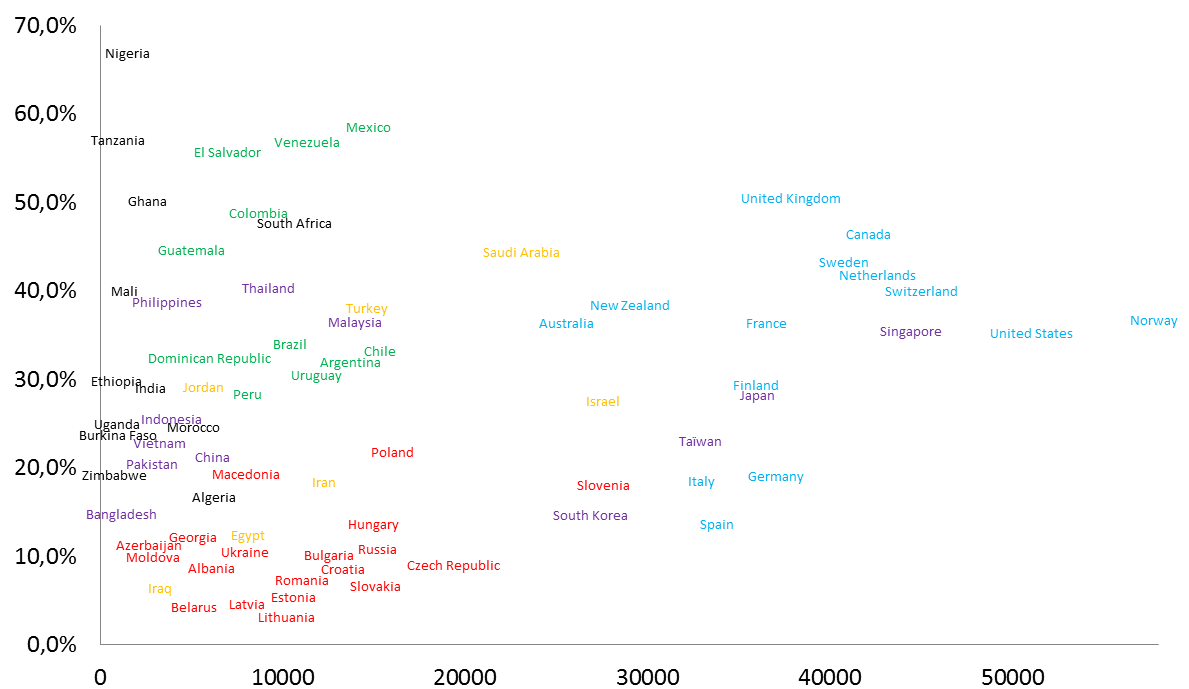 70,0%
Nigeria
60,0%
Mexico
Tanzania
Venezuela
El Salvador
50,0%
United Kingdom
Ghana
Colombia
South Africa
Canada
Guatemala
Saudi Arabia
Sweden
Netherlands
40,0%
Thailand
Mali
Switzerland
Philippines
New Zealand
Turkey
Norway
Malaysia
Australia
France
Singapore
United States
Brazil
Chile
Dominican Republic
Argentina
Uruguay
30,0%
Ethiopia
Finland
India
Jordan
Peru
Japan
Israel
Indonesia
Uganda
Morocco
Burkina Faso
Vietnam
Taïwan
Poland
China
Pakistan
20,0%
Zimbabwe
Macedonia
Germany
Iran
Italy
Slovenia
Algeria
Bangladesh
South Korea
Hungary
Spain
Georgia
Egypt
Azerbaijan
Russia
Ukraine
10,0%
Moldova
Bulgaria
Albania
Croatia
Czech Republic
Romania
Iraq
Slovakia
Estonia
Belarus
Latvia
Lithuania
0,0%
0 10000 20000 30000 40000 50000